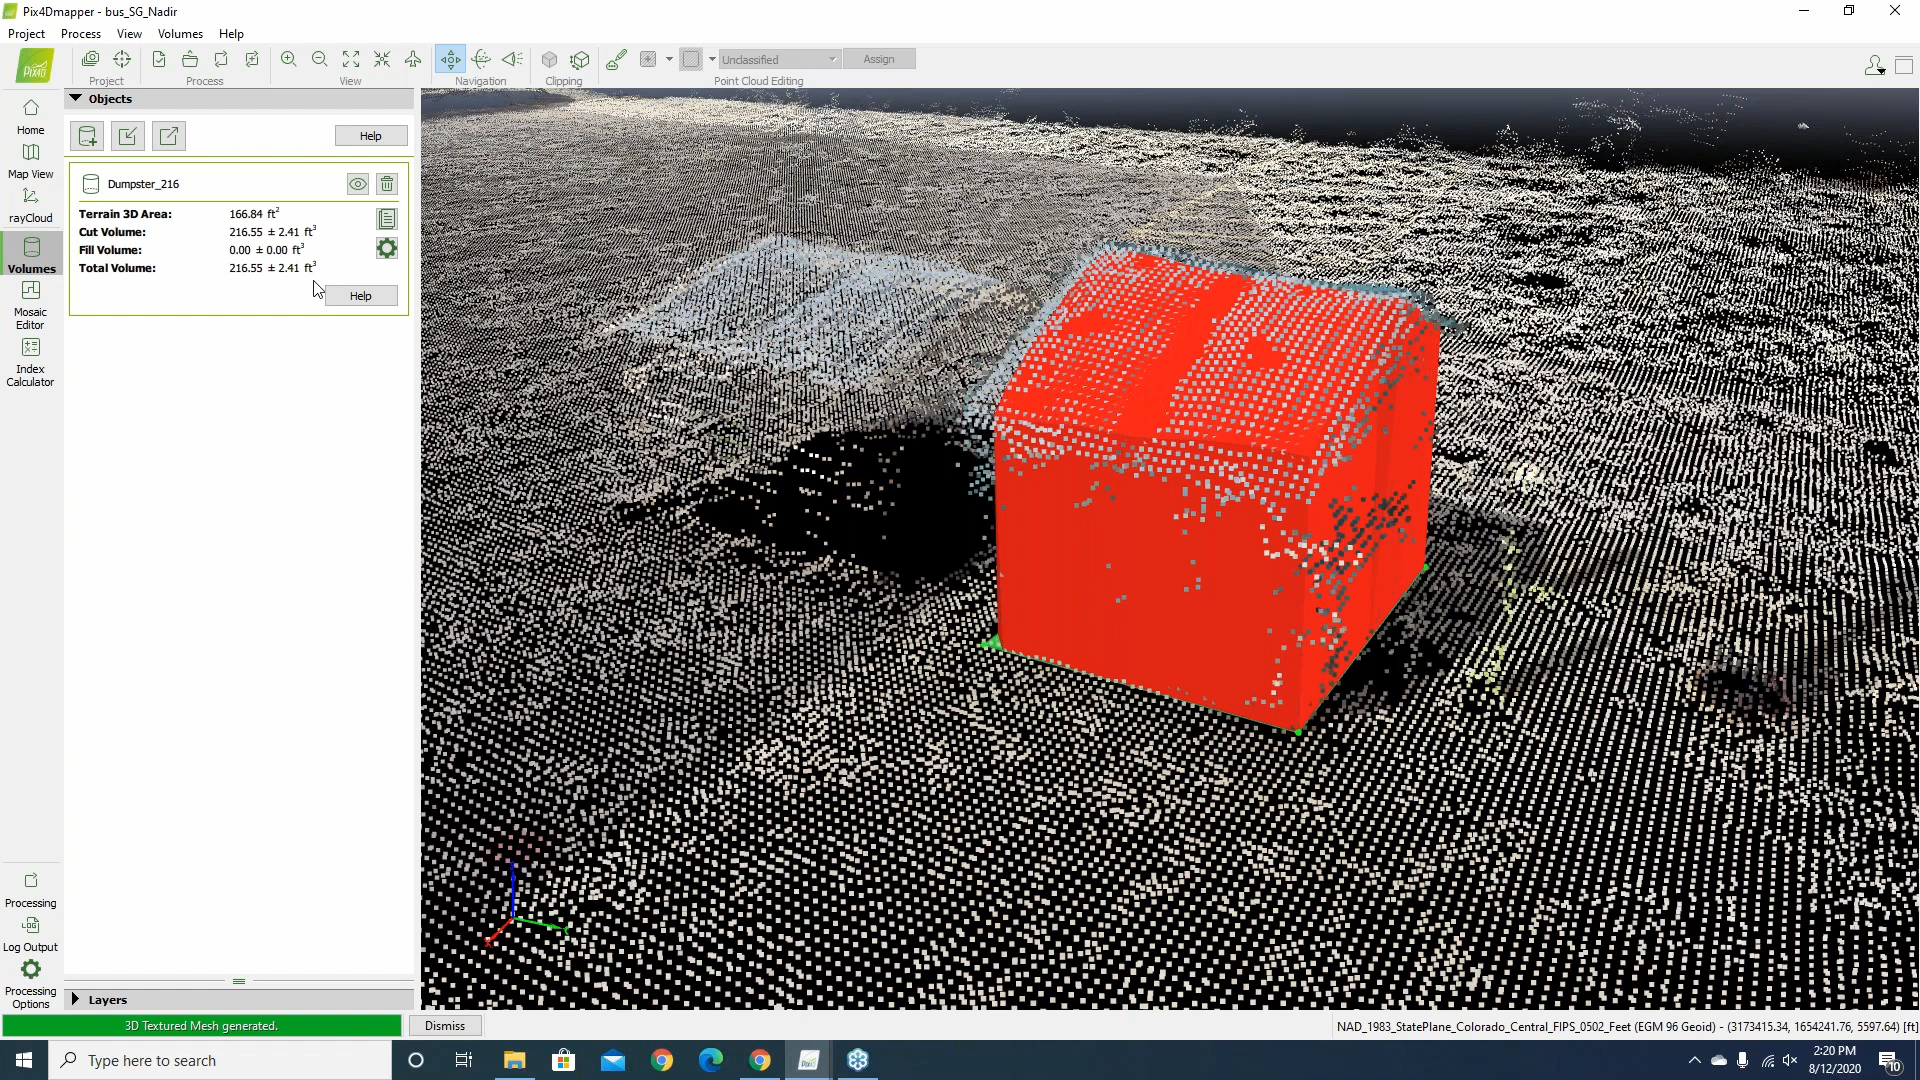 Pix4Dmapper - bus_SG_Nadir
Project Process View Volumes Help
PIX4D
Unclassified
Assign
Project Process View Navigation Clipping Point Cloud Editing
Objects
Help
Home
Map View
rayCloud
Volumes
Mosaic
Editor
Index
Calculator
Dumpster_216
Terrain 3D Area: 166.84 ft2
Cut Volume: 216.55 ± 2.41 ft3
Fill Volume: 0.00 ± 0.00 ft3
Total Volume: 216.55 ± 2.41 ft3
Help
Processing
LOG
Log Output
Processing
Options
Layers
3D Textured Mesh generated.
Dismiss
NAD_1983_StatePlane_Colorado_Central_FIPS_0502_Feet (EGM 96 Geoid) - (3173415.34, 1654241.76, 5597.64) [ft]
Type here to search
2:20 PM
8/12/2020
10